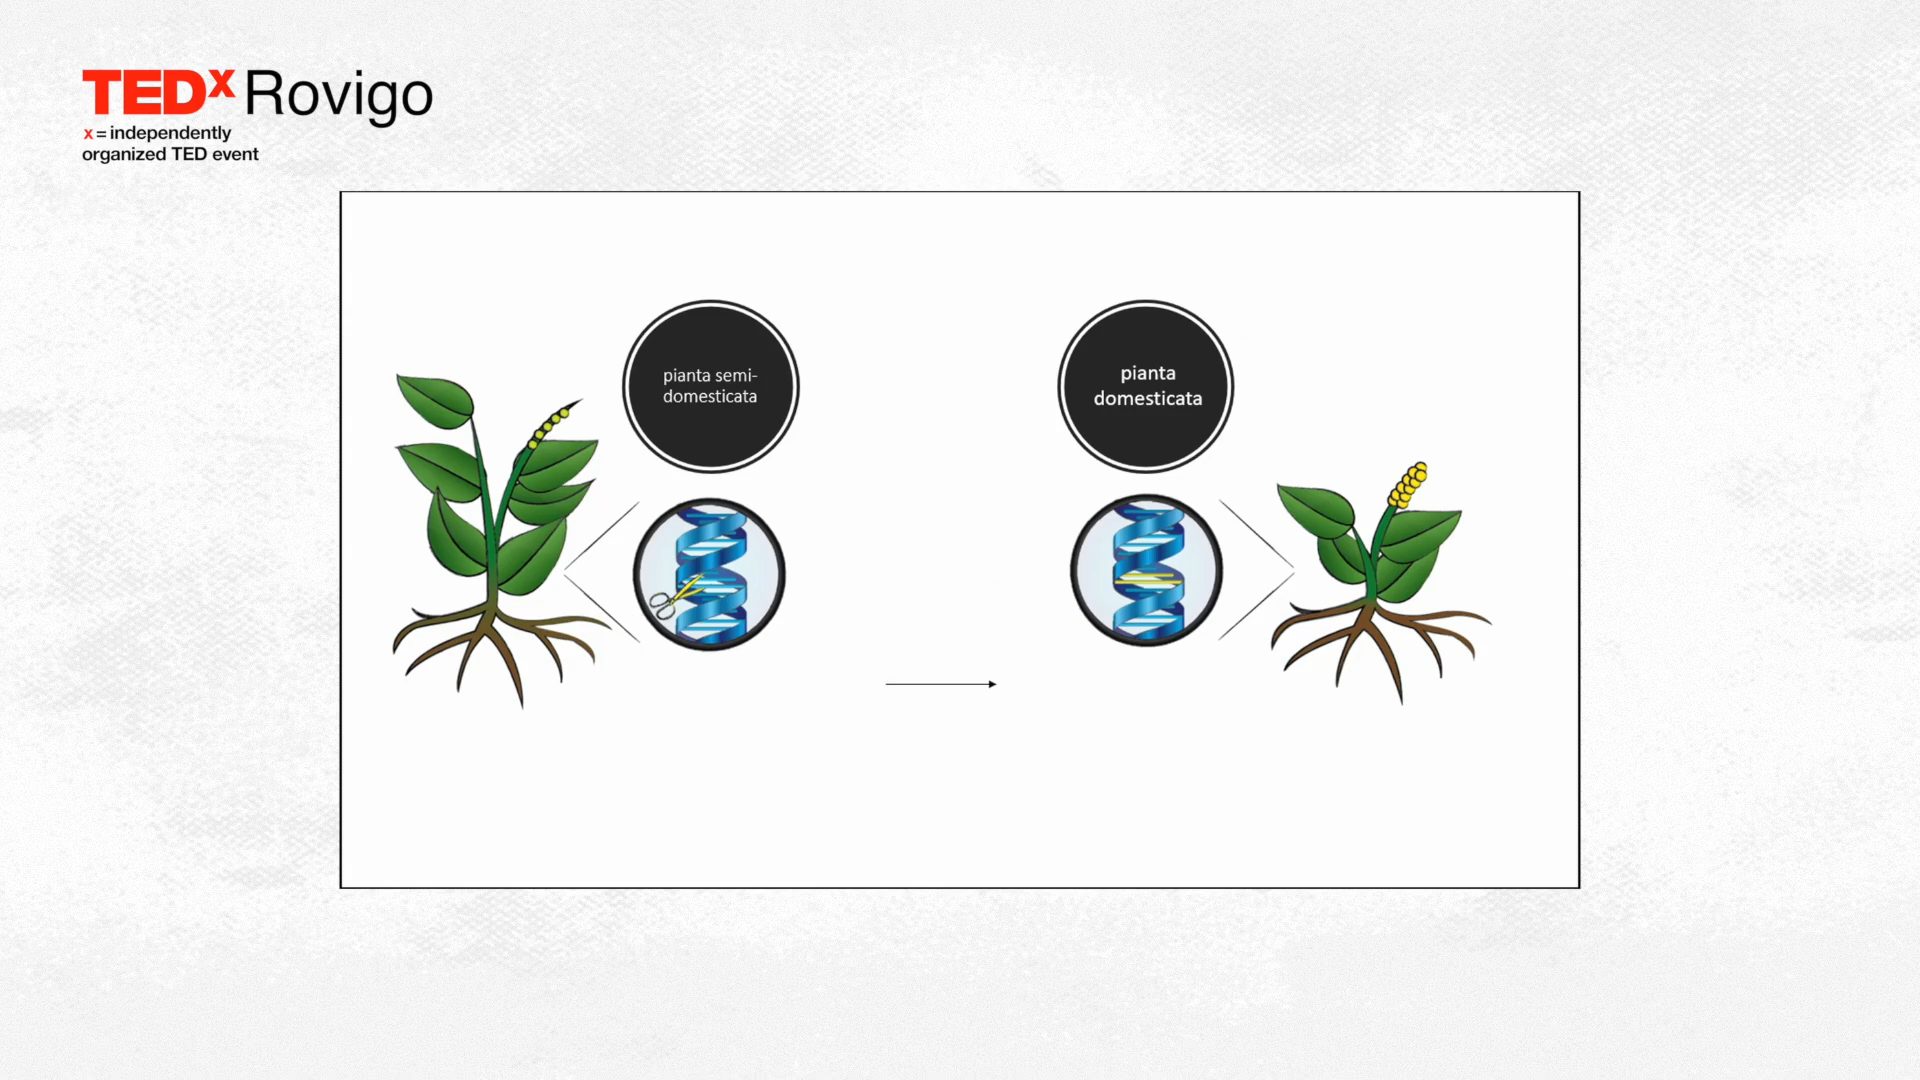 TEDx Rovigo
x = independently
organized TED event
pianta semi-
domesticata
pianta
domesticata